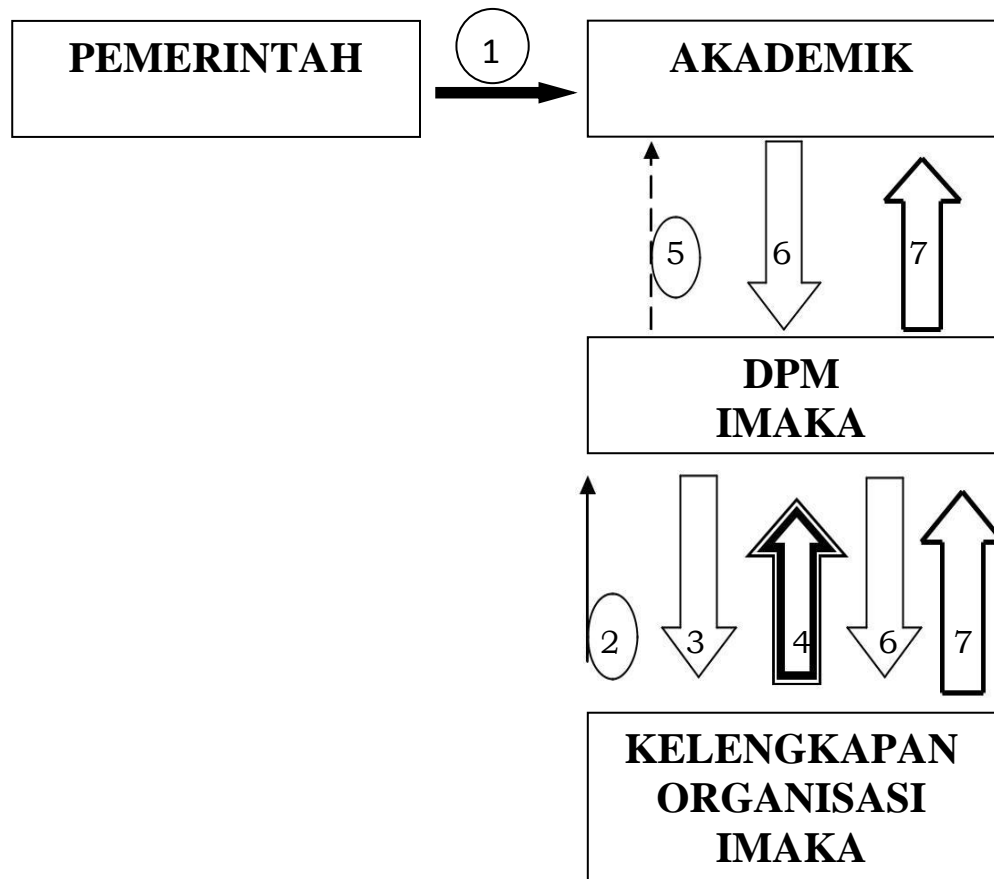 PEMERINTAH
1
AKADEMIK
5
6
7
DPM
IMAKA
2
3
4
6
7
KELENGKAPAN
ORGANISASI
IMAKA